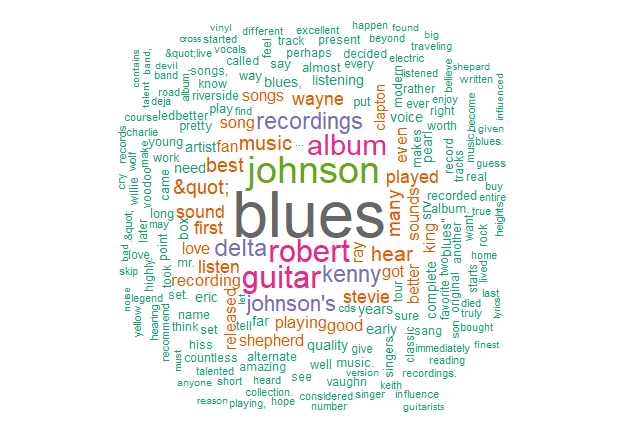 vinyl different excellent happen found
cross started feel track present beyond big
&quot;live vocals called perhaps decided electric traveling
contains band, songs, say almost every modern listened believe shepard
talent devil band know way blues, listening rather written influenced
album. road riverside songs wayne put clapton ever enjoy
deja ledbetter play find recordings voice right become
course pretty song album worth given
records charlie artist fan music ... even makes pearl record music
young best johnson played tracks blues.
cry wolf make work need &quot; real guess
willie voodoo came blues many sounds srv recorded buy
&quot; long sound first album. entire
bad later may box delta robert hear king true heights
love point love ray want rock
skip highly took mr. listen guitar kenny got better complete blues" two another
noise legend recording stevie tour favorite original starts home
yellow hearing set. eric johnson's let cds years sure lived
recommend name released tell far playing good early classic sang son died last lyrics
think set shepherd quality truly
must hiss alternate give singers immediately bought finest
countless amazing well music. reading
talented vaughn version recordings.
anyone short heard see keith influence
reason collection. considered singer guitarists
playing, hope number